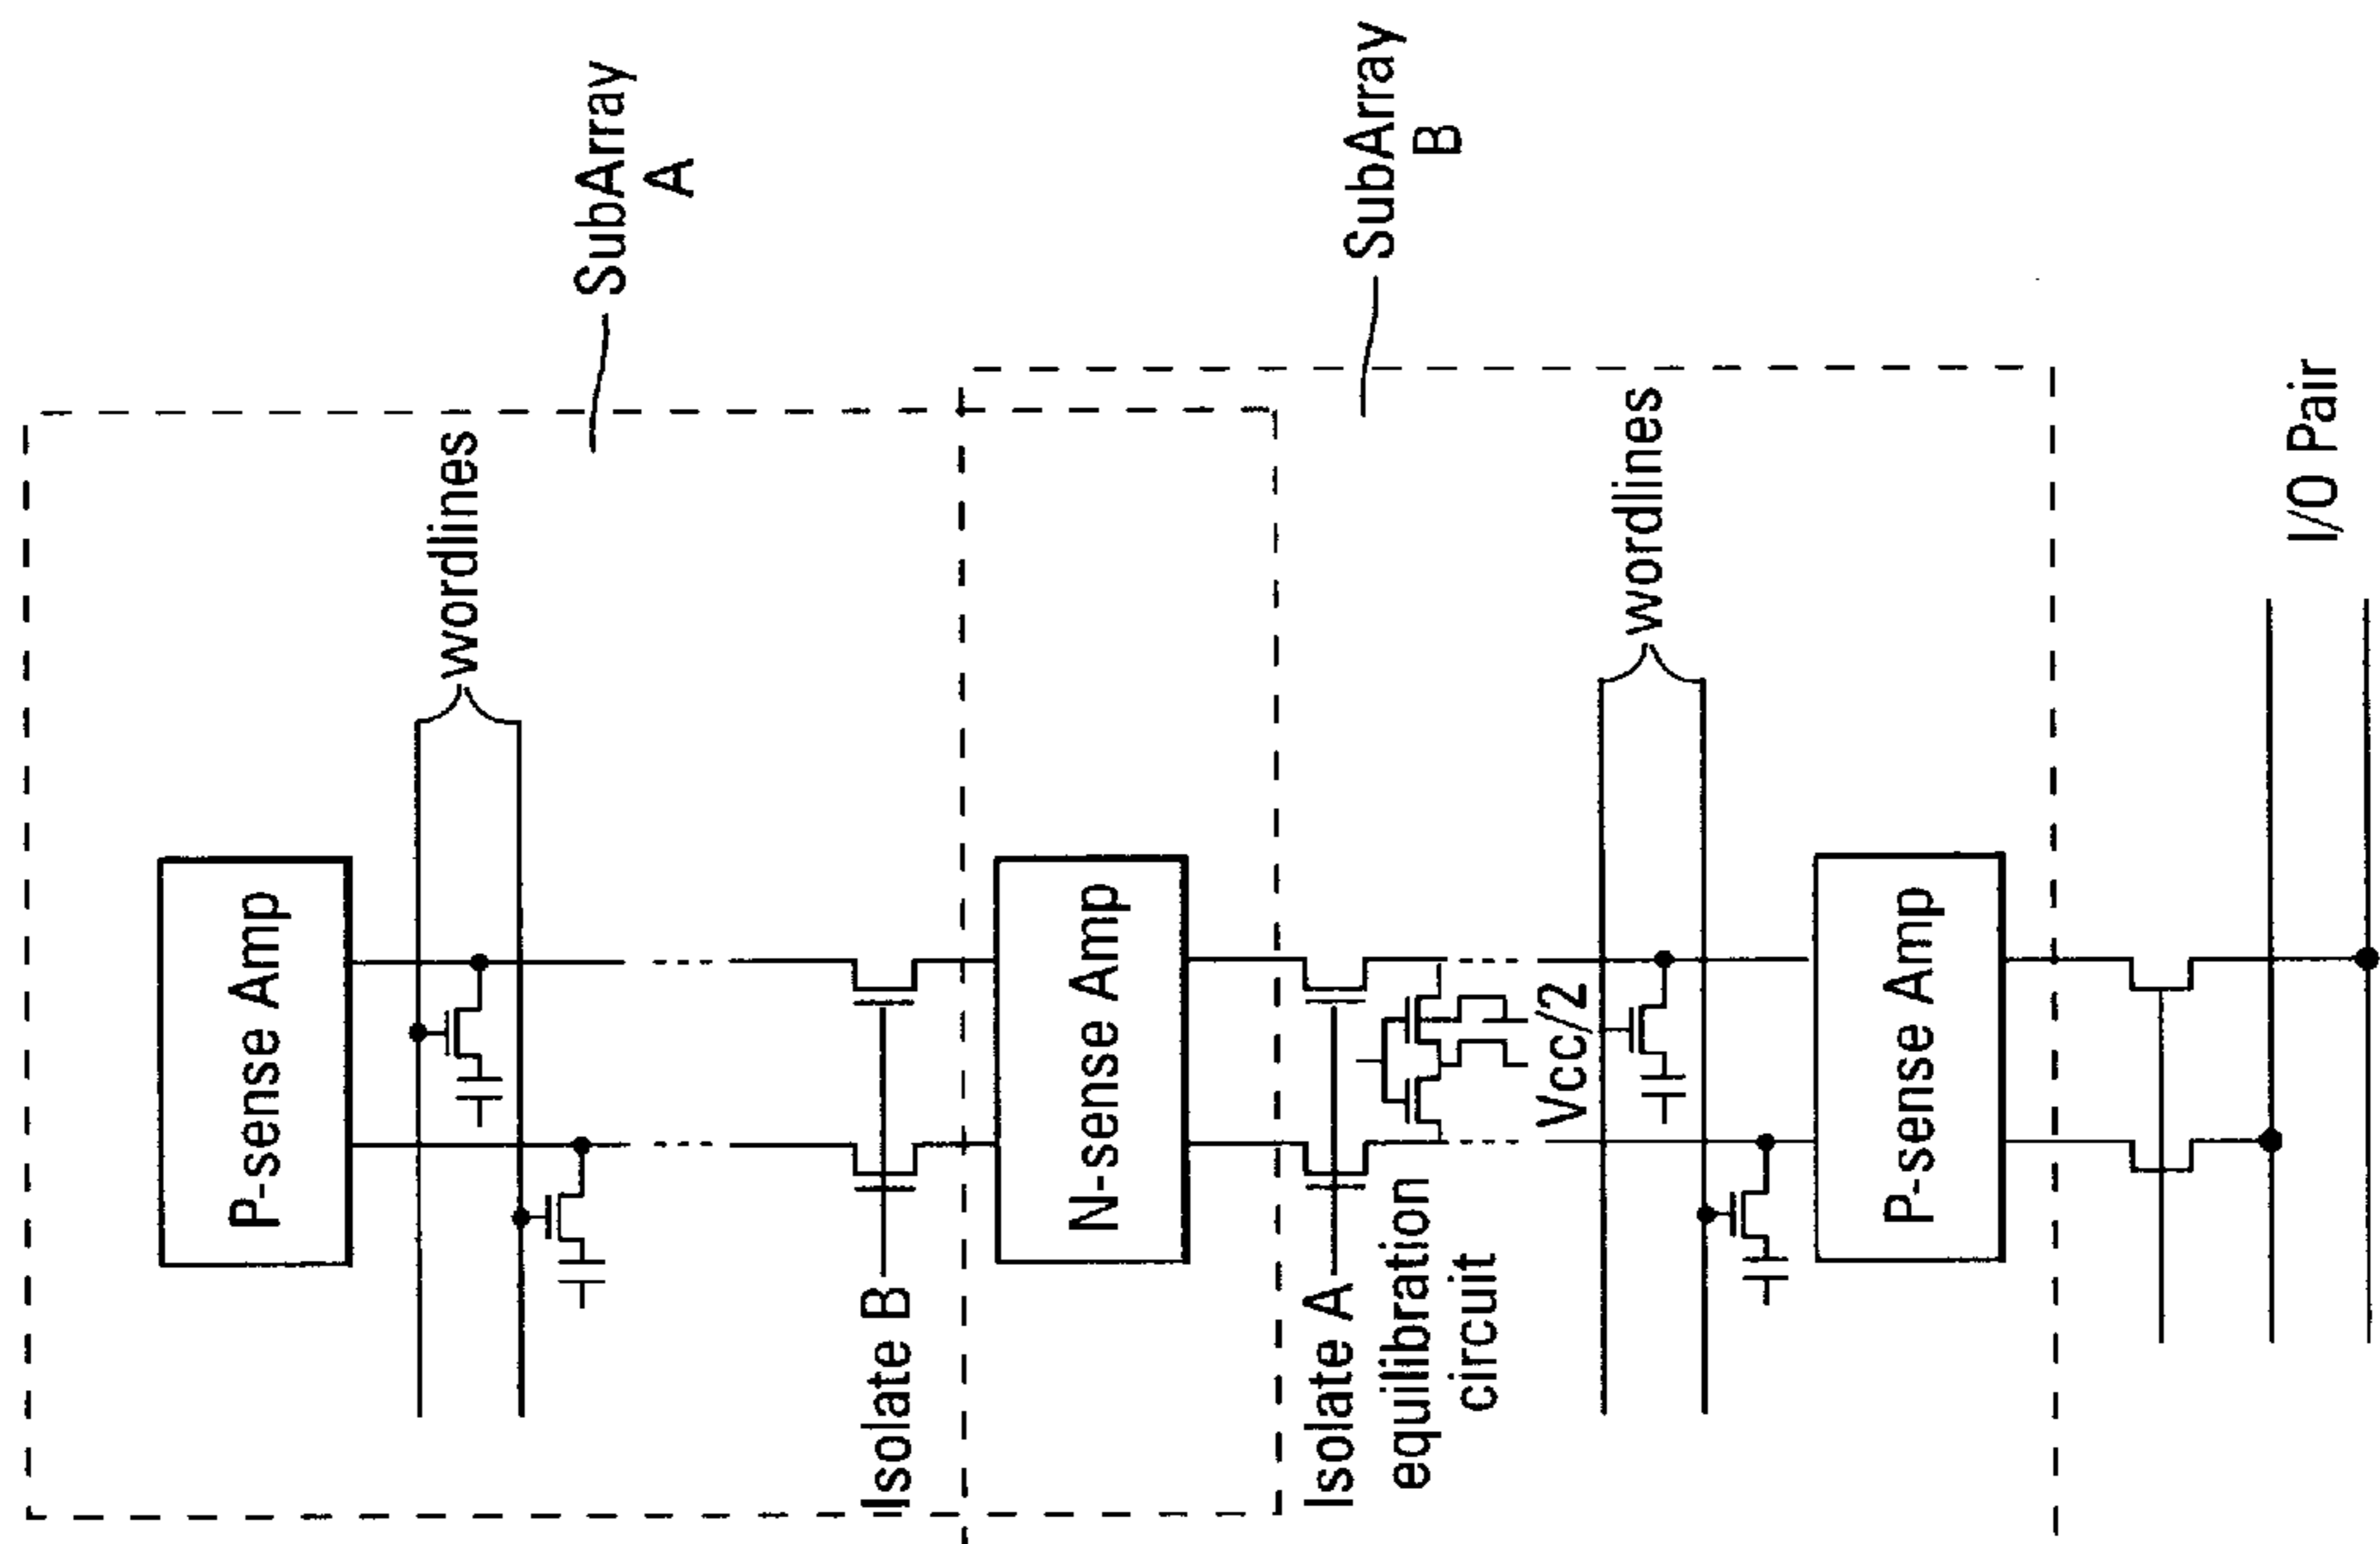 SubArray
A
SubArray
B
wordlines
wordlines
I/O Pair
P-sense Amp
N-sense Amp
P-sense Amp
Vcc/2
Isolate B
Isolate A
equilibration
circuit